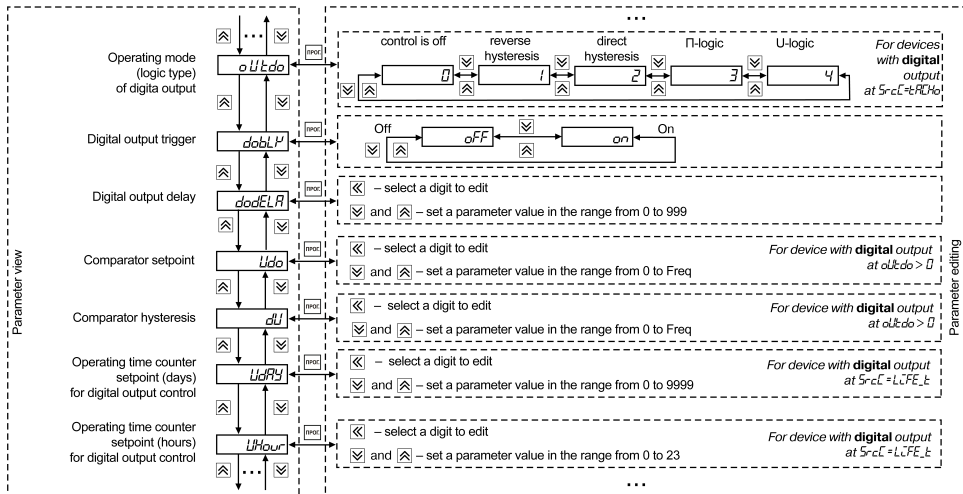 ...
Operating mode
(logic type)
of digita output
oUtdo
ПРОГ.
control is off
0
reverse
hysteresis
1
direct
hysteresis
2
П-logic
3
U-logic
4
For devices
with digital
output
at SrcC=tACHo
Digital output trigger
dobLY
ПРОГ.
Off
oFF
on
On
Digital output delay
dodELA
ПРОГ.
– select a digit to edit
and – set a parameter value in the range from 0 to 999
Comparator setpoint
Udo
ПРОГ.
– select a digit to edit
and – set a parameter value in the range from 0 to Freq
For device with digital output
at oUtdo > 0
Comparator hysteresis
dU
ПРОГ.
– select a digit to edit
and – set a parameter value in the range from 0 to Freq
For device with digital output
at oUtdo > 0
Operating time counter
setpoint (days)
for digital output control
UdAY
ПРОГ.
– select a digit to edit
and – set a parameter value in the range from 0 to 9999
For device with digital output
at SrcC = LiFE_t
Operating time counter
setpoint (hours)
for digital output control
UHour
ПРОГ.
– select a digit to edit
and – set a parameter value in the range from 0 to 23
For device with digital output
at SrcC = LiFE_t
...
...
...
Parameter view
Parameter editing